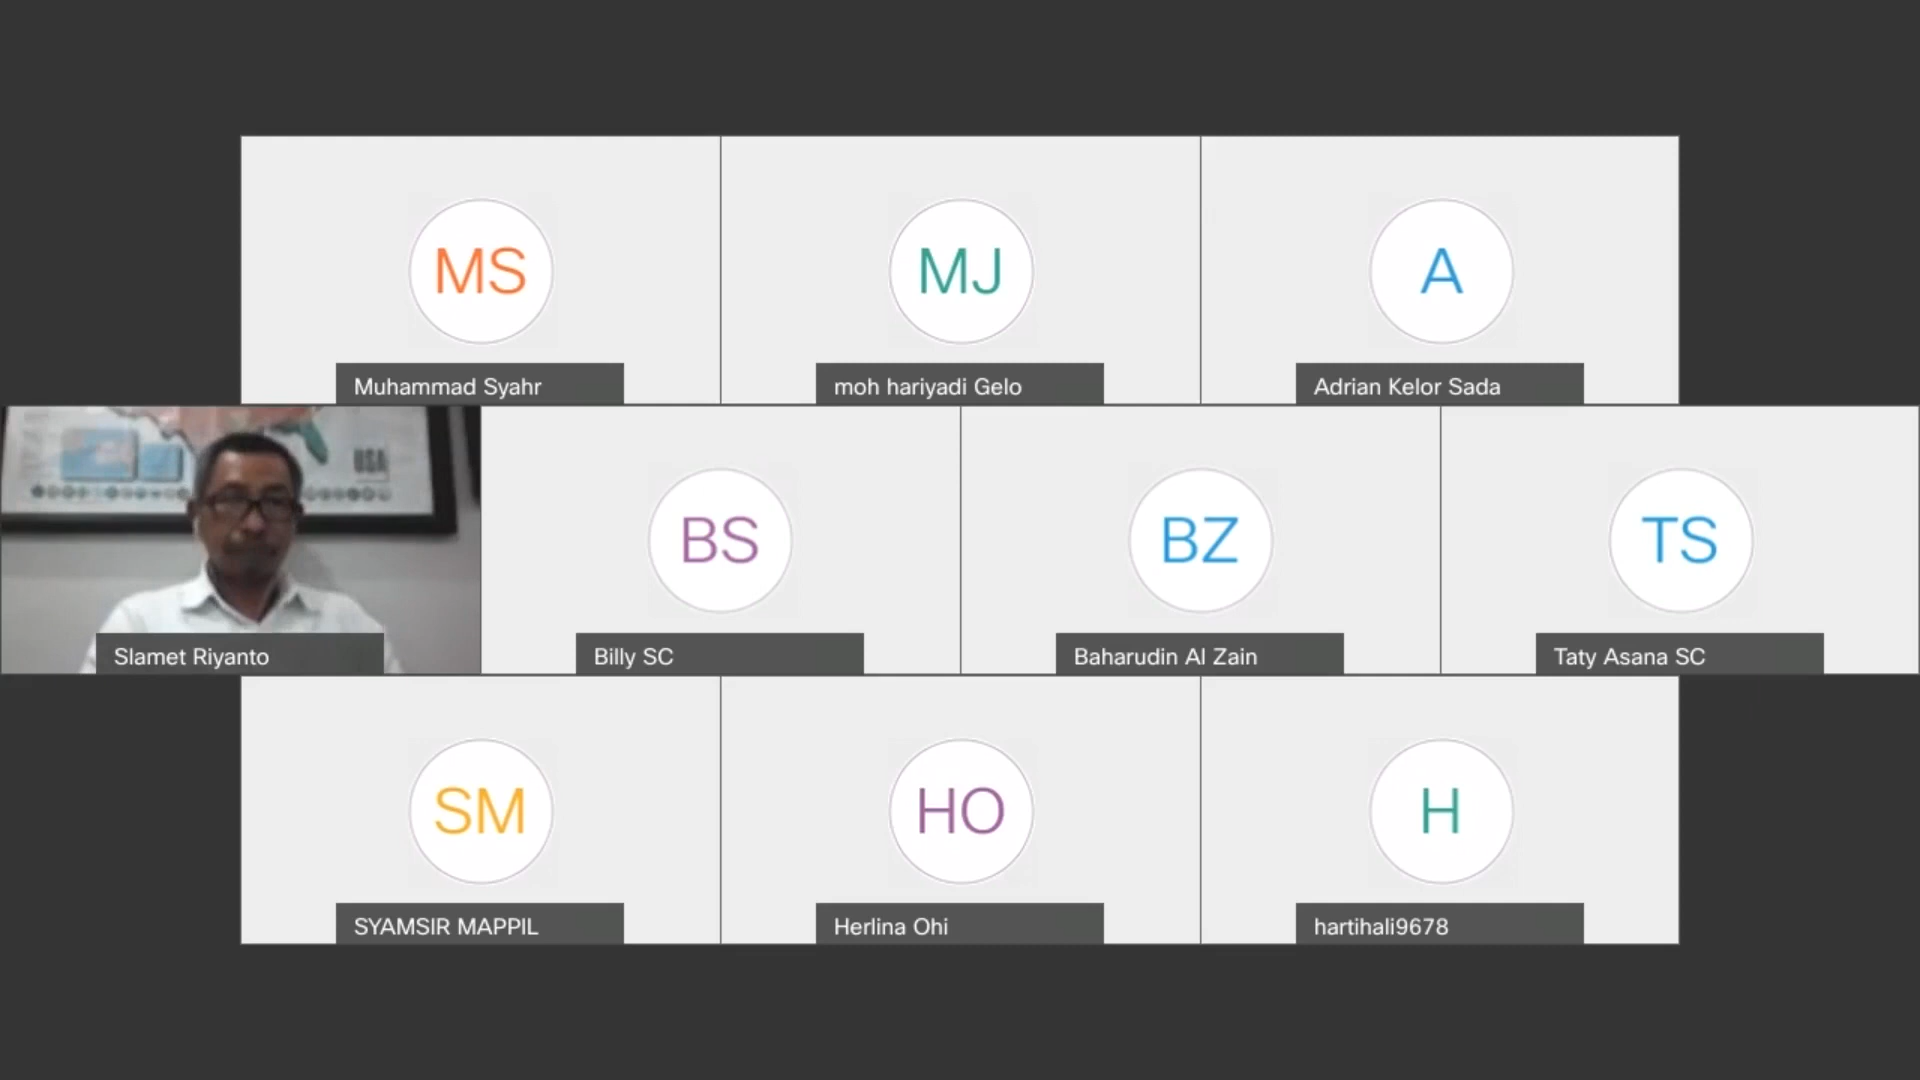 MS
Muhammad Syahr
MJ
moh hariyadi Gelo
A
Adrian Kelor Sada
USA
Slamet Riyanto
BS
Billy SC
BZ
Baharudin Al Zain
TS
Taty Asana SC
SM
SYAMSIR MAPPIL
HO
Herlina Ohi
H
hartihali9678